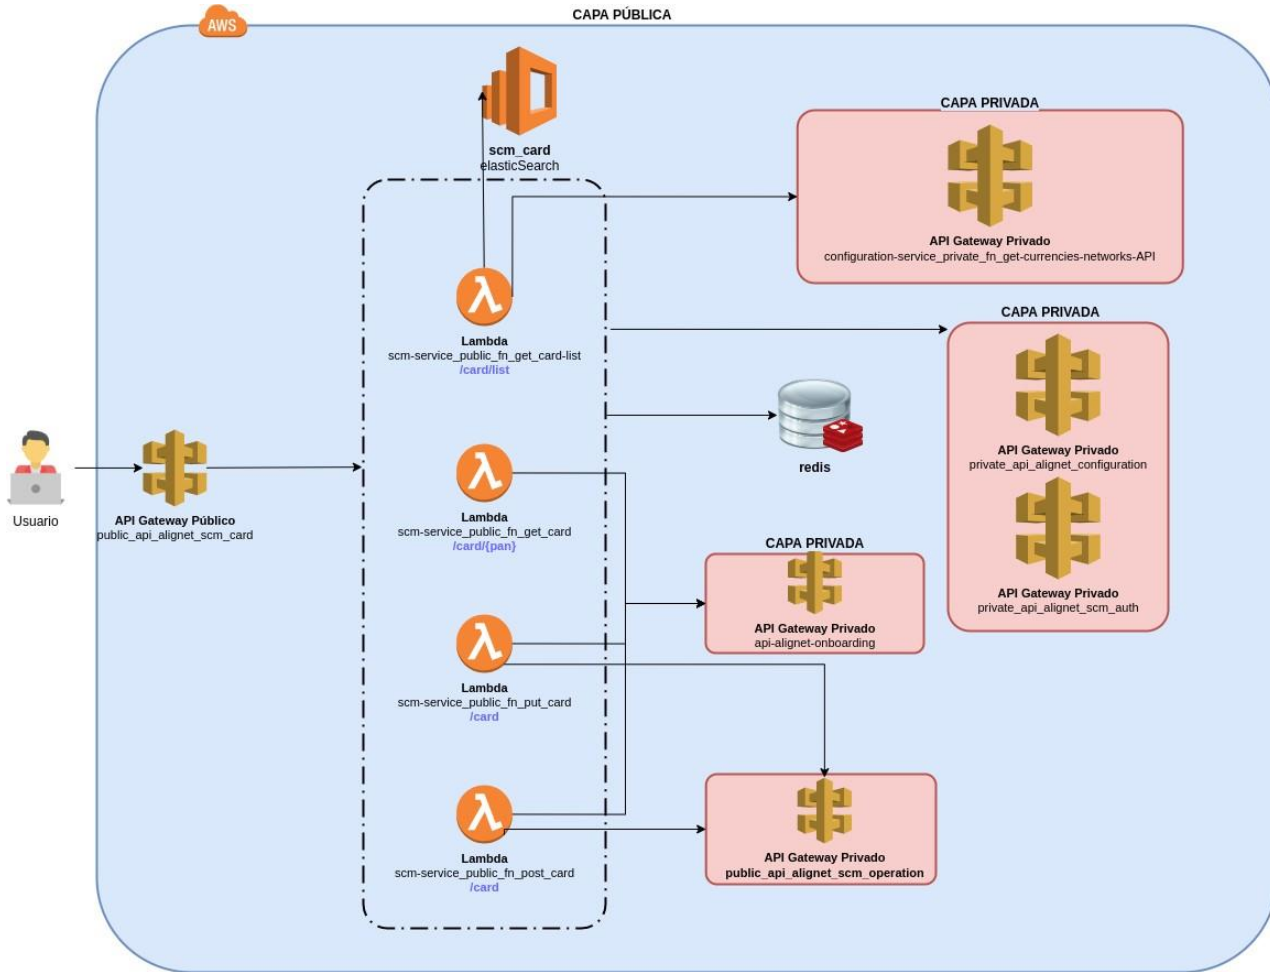 CAPA PÚBLICA
AWS
scm_card
elasticSearch
CAPA PRIVADA
API Gateway Privado
configuration-service_private_fn_get-currencies-networks-API
Lambda
scm-service_public_fn_get_card-list
/card/list
CAPA PRIVADA
API Gateway Privado
private_api_alignet_configuration
API Gateway Privado
private_api_alignet_scm_auth
redis
Usuario
API Gateway Público
public_api_alignet_scm_card
Lambda
scm-service_public_fn_get_card
/card/{pan}
CAPA PRIVADA
API Gateway Privado
api-alignet-onboarding
Lambda
scm-service_public_fn_put_card
/card
Lambda
scm-service_public_fn_post_card
/card
API Gateway Privado
public_api_alignet_scm_operation